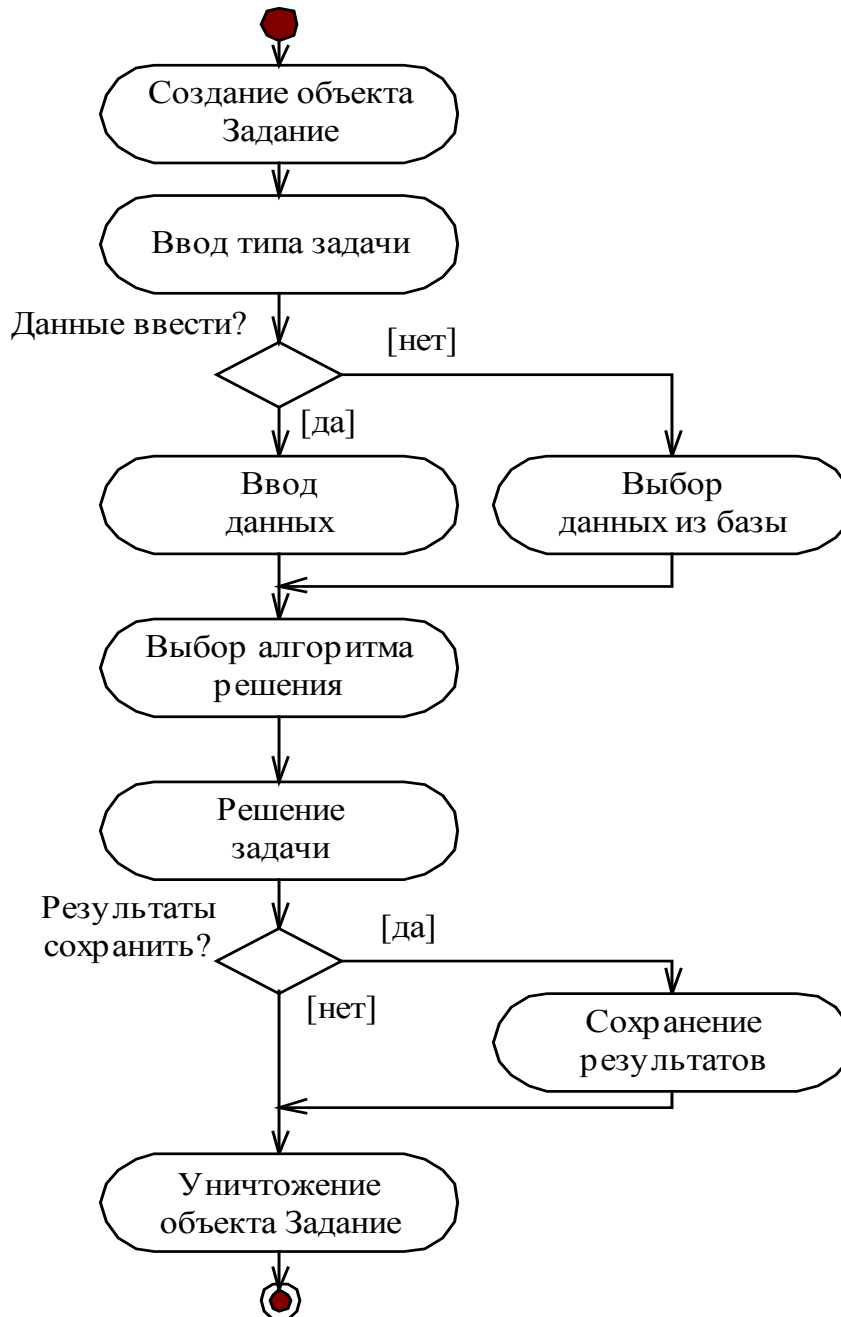 Создание объекта
Задание
Ввод типа задачи
Данные ввести?
[нет]
[да]
Ввод
данных
Выбор
данных из базы
Выбор алгоритма
решения
Решение
задачи
Результаты
сохранить?
[да]
[нет]
Сохранение
результатов
Уничтожение
объекта Задание